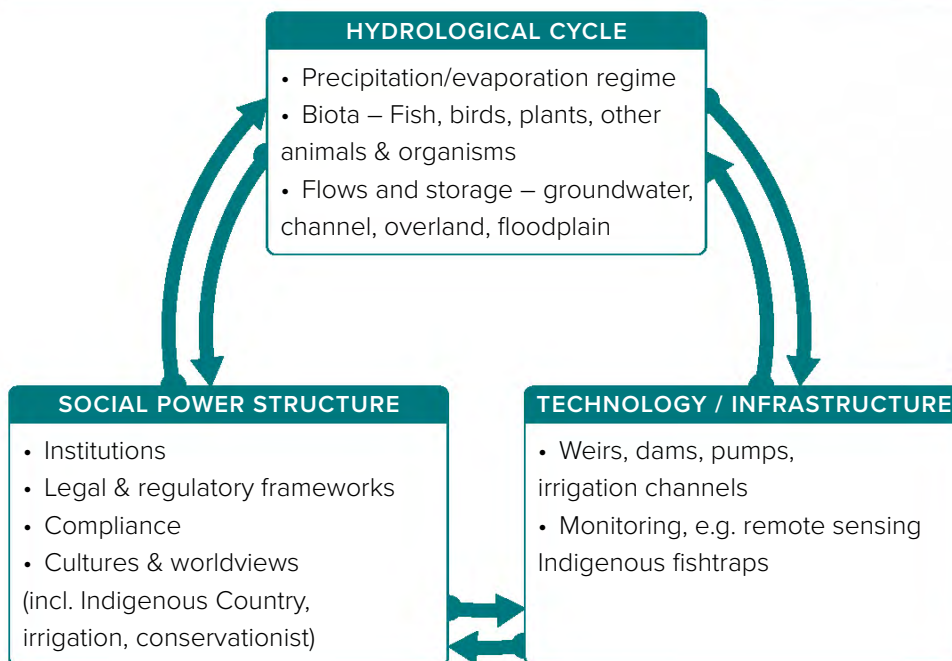 HYDROLOGICAL CYCLE
• Precipitation/evaporation regime
• Biota – Fish, birds, plants, other
animals & organisms
• Flows and storage – groundwater,
channel, overland, floodplain
SOCIAL POWER STRUCTURE
• Institutions
• Legal & regulatory frameworks
• Compliance
• Cultures & worldviews
(incl. Indigenous Country,
irrigation, conservationist)
TECHNOLOGY / INFRASTRUCTURE
• Weirs, dams, pumps,
irrigation channels
• Monitoring, e.g. remote sensing
Indigenous fishtraps